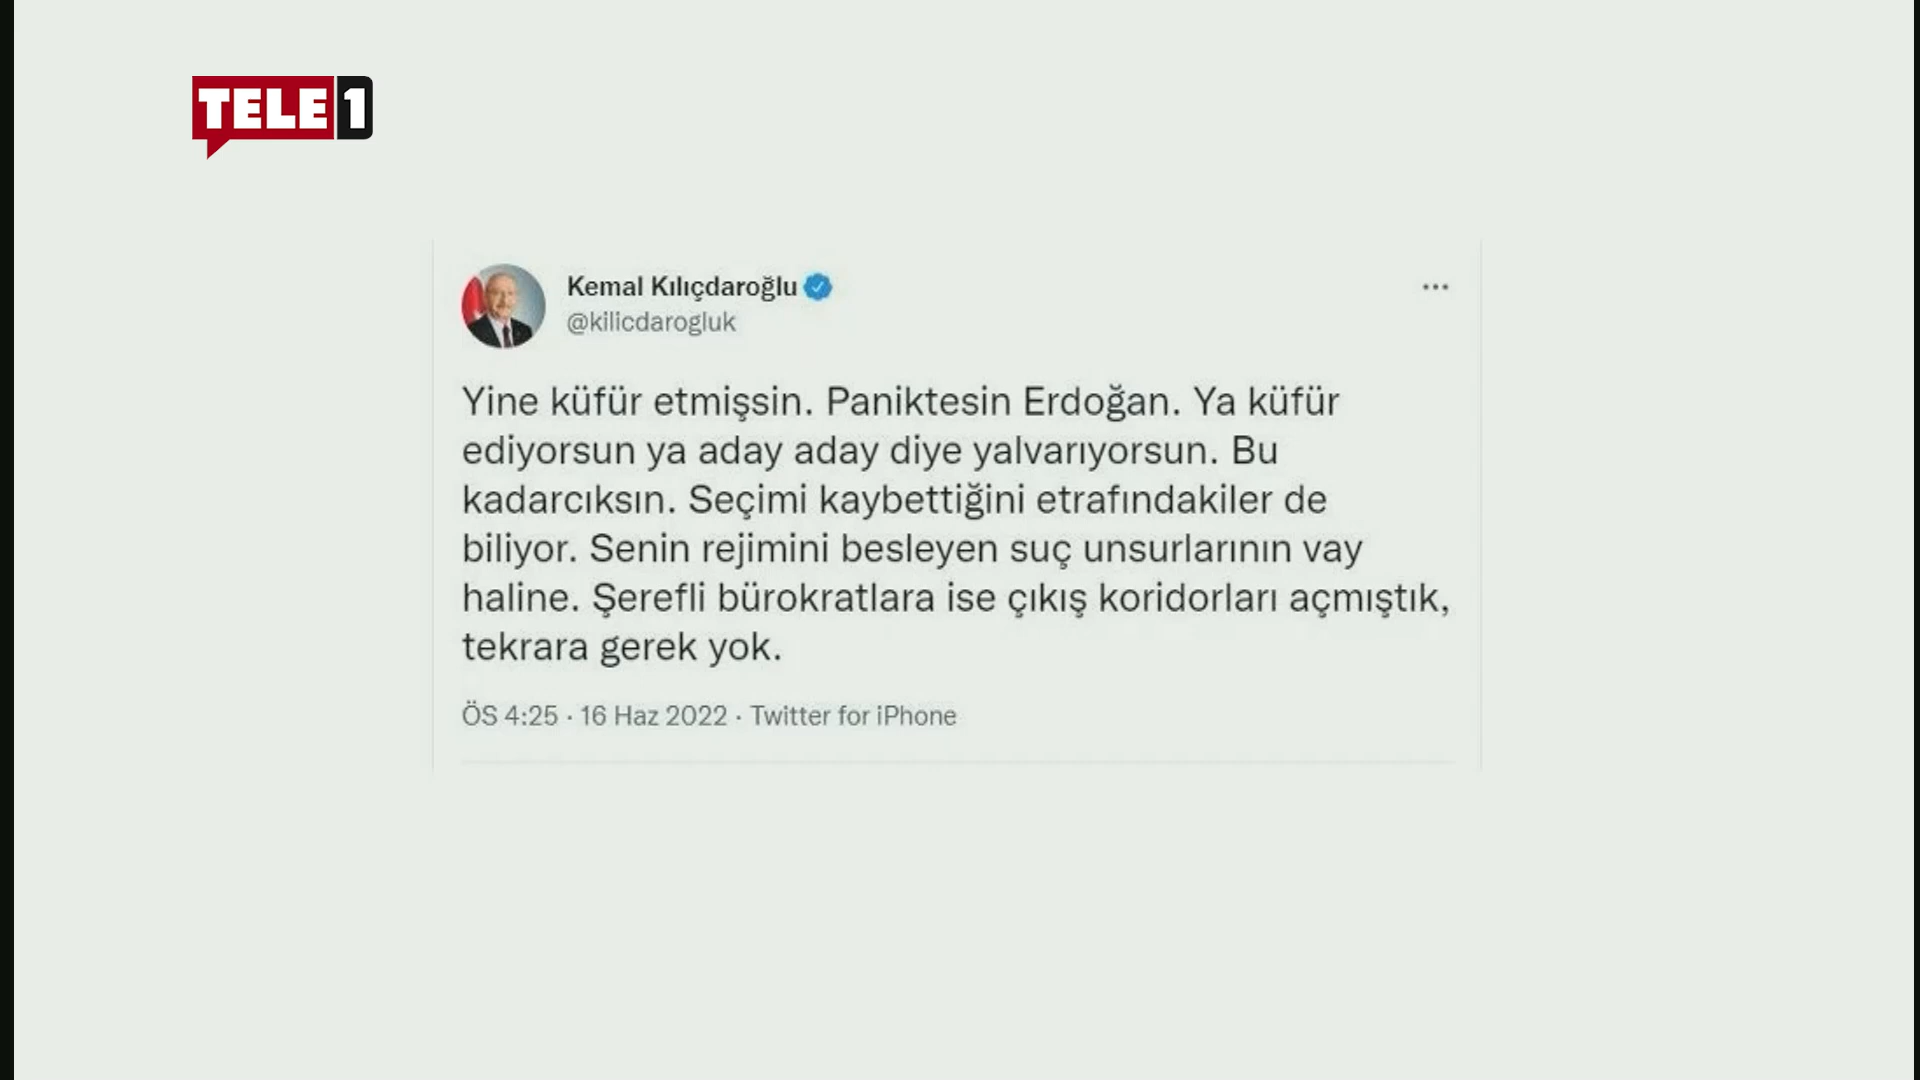 TELE1
Kemal Kılıçdaroğlu
@kilicdarogluk
Yine küfür etmişsin. Paniktesin Erdoğan. Ya küfür
ediyorsun ya aday aday diye yalvarıyorsun. Bu
kadarcıksın. Seçimi kaybettiğini etrafındakiler de
biliyor. Senin rejimini besleyen suç unsurlarının vay
haline. Şerefli bürokratlara ise çıkış koridorları açmıştık,
tekrara gerek yok.
ÖS 4:25 · 16 Haz 2022 · Twitter for iPhone